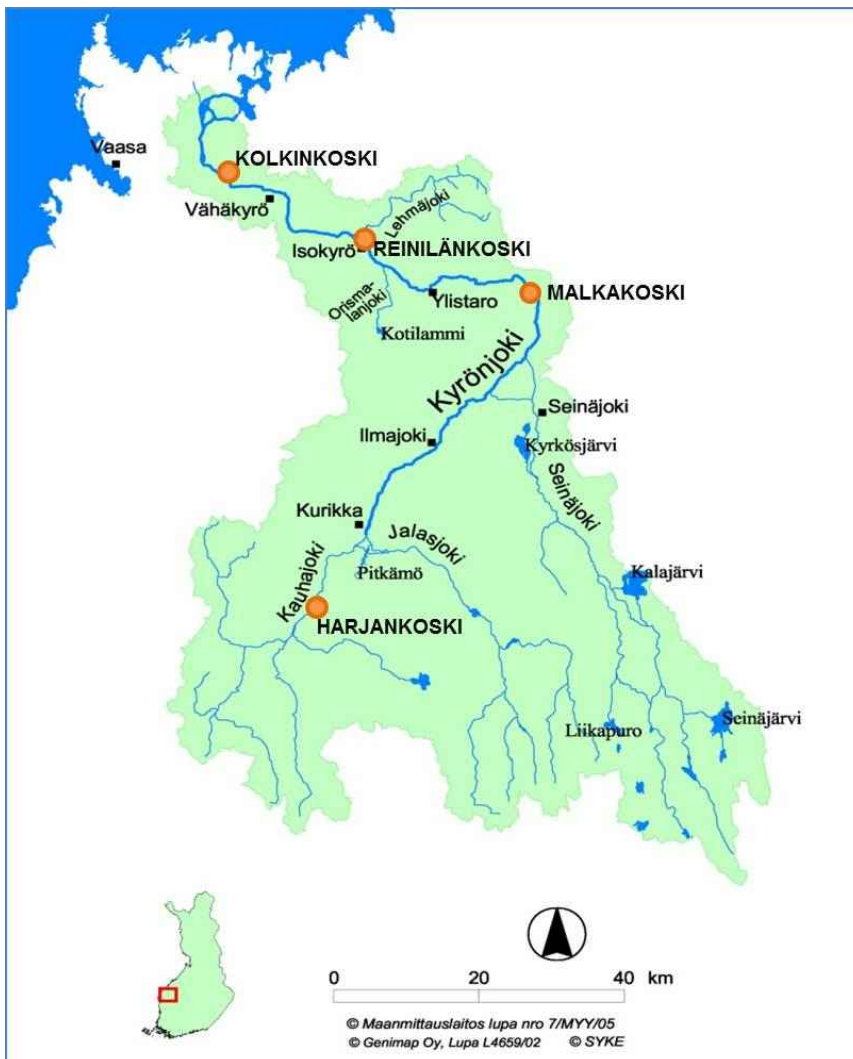 KOLKINKOSKI
Vaasa
Vähäkyrö
Lehmäjoki
Isokyrö
REINILÄNKOSKI
Orisma-
lanjoki
Ylistaro
MALKAKOSKI
Kotilammi
Kyrönjoki
Seinäjoki
Ilmajoki
Kyrkösjärvi
Seinäjoki
Kurikka
Jalasjoki
Kauhajoki
Pitkämö
Kalajärvi
HARJANKOSKI
Liikapuro
Seinäjärvi
0 20 40 km
© Maanmittauslaitos lupa nro 7/MYY/05
© Genimap Oy, Lupa L4659/02 © SYKE